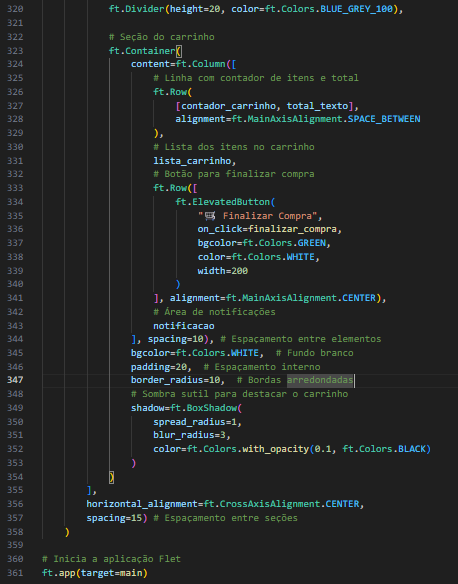 320 ft.Divider(height=20, color=ft.Colors.BLUE_GREY_100),
321
322 # Seção do carrinho
323 ft.Container(
324 content=ft.Column([
325 # Linha com contador de itens e total
326 ft.Row(
327 [contador_carrinho, total_texto],
328 alignment=ft.MainAxisAlignment.SPACE_BETWEEN
329 ),
330 # Lista dos itens no carrinho
331 lista_carrinho,
332 # Botão para finalizar compra
333 ft.Row([
334 ft.ElevatedButton(
335 " Finalizar Compra",
336 on_click=finalizar_compra,
337 bgcolor=ft.Colors.GREEN,
338 color=ft.Colors.WHITE,
339 width=200
340 )
341 ], alignment=ft.MainAxisAlignment.CENTER),
342 # Área de notificações
343 notificacao
344 ], spacing=10), # Espaçamento entre elementos
345 bgcolor=ft.Colors.WHITE, # Fundo branco
346 padding=20, # Espaçamento interno
347 border_radius=10, # Bordas arredondadas
348 # Sombra sutil para destacar o carrinho
349 shadow=ft.BoxShadow(
350 spread_radius=1,
351 blur_radius=3,
352 color=ft.Colors.with_opacity(0.1, ft.Colors.BLACK)
353 )
354 )
355 ],
356 horizontal_alignment=ft.CrossAxisAlignment.CENTER,
357 spacing=15) # Espaçamento entre seções
358 )
359
360 # Inicia a aplicação Flet
361 ft.app(target=main)